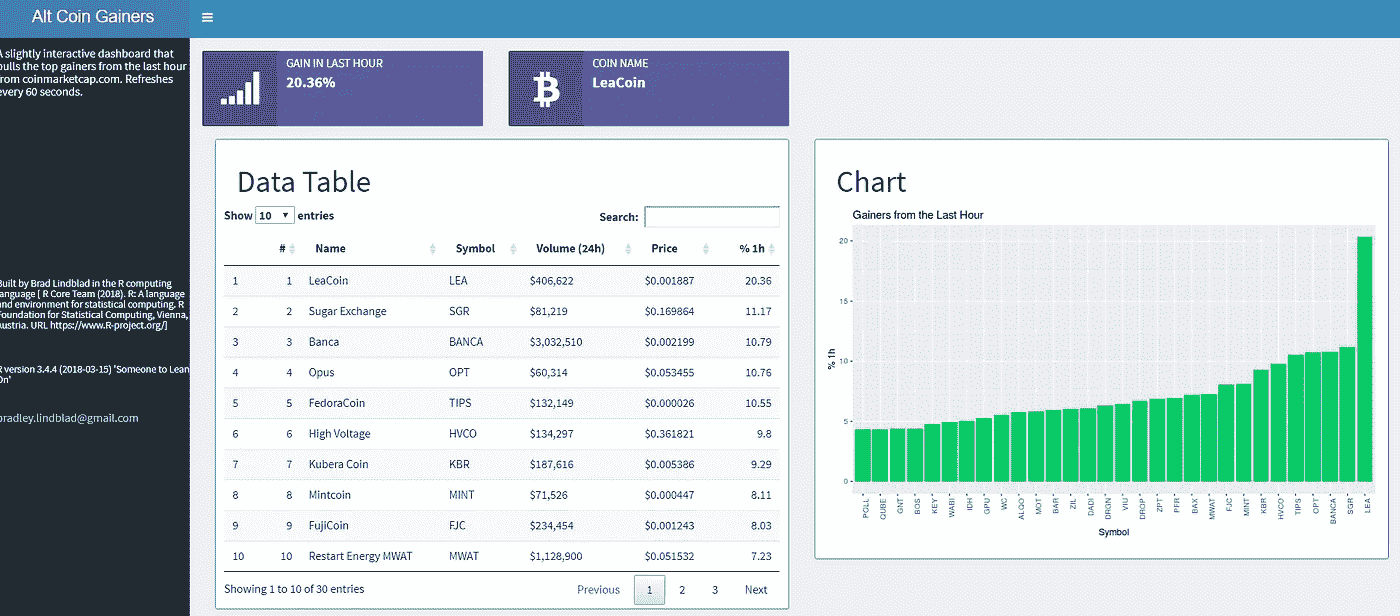 Alt Coin Gainers
A slightly interactive dashboard that
pulls the top gainers from the last hour
from coinmarketcap.com. Refreshes
every 60 seconds.
Built by Brad Lindblad in the R computing
language [ R Core Team (2018). R: A language
and environment for statistical computing. R
Foundation for Statistical Computing, Vienna,
Austria. URL https://www.R-project.org/]
R version 3.4.4 (2018-03-15) 'Someone to Lean
On'
bradley.lindblad@gmail.com
GAIN IN LAST HOUR
20.36%
COIN NAME
LeaCoin
Data Table
Show 10 entries Search:
# Name Symbol Volume (24h) Price % 1h
1 1 LeaCoin LEA $406,622 $0.001887 20.36
2 2 Sugar Exchange SGR $81,219 $0.169864 11.17
3 3 Banca BANCA $3,032,510 $0.002199 10.79
4 4 Opus OPT $60,314 $0.053455 10.76
5 5 FedoraCoin TIPS $132,149 $0.000026 10.55
6 6 High Voltage HVCO $134,297 $0.361821 9.8
7 7 Kubera Coin KBR $187,616 $0.005386 9.29
8 8 Mintcoin MINT $71,526 $0.000447 8.11
9 9 FujiCoin FJC $234,454 $0.001243 8.03
10 10 Restart Energy MWAT MWAT $1,128,900 $0.051532 7.23
Showing 1 to 10 of 30 entries Previous 1 2 3 Next
Chart
Gainers from the Last Hour
% 1h
20
15
10
5
0
POLL QUBE GNT BOS KEY WABI IDH GPU WC ALQO MOT BAR ZIL DADI DRGN VIU DROP ZPT PFR BAX MWAT FJC MINT KBR HVCO TIPS OPT BANCA SGR LEA
Symbol